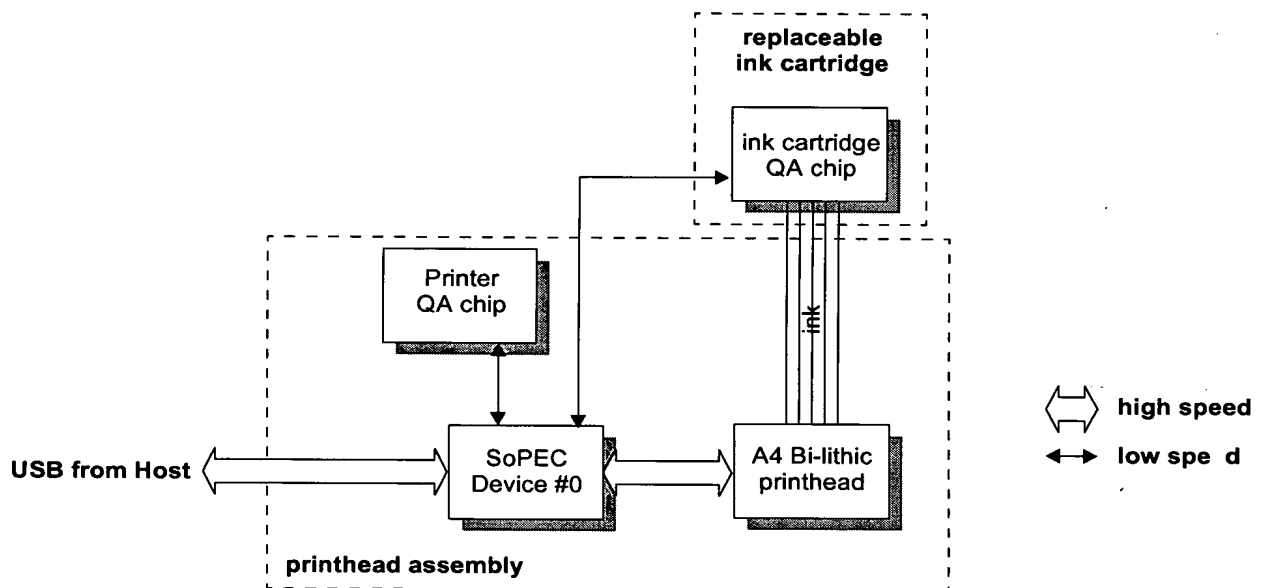 replaceable
ink cartridge
ink cartridge
QA chip
Printer
QA chip
ink
high speed
low spe d
USB from Host
SoPEC
Device #0
A4 Bi-lithic
printhead
printhead assembly